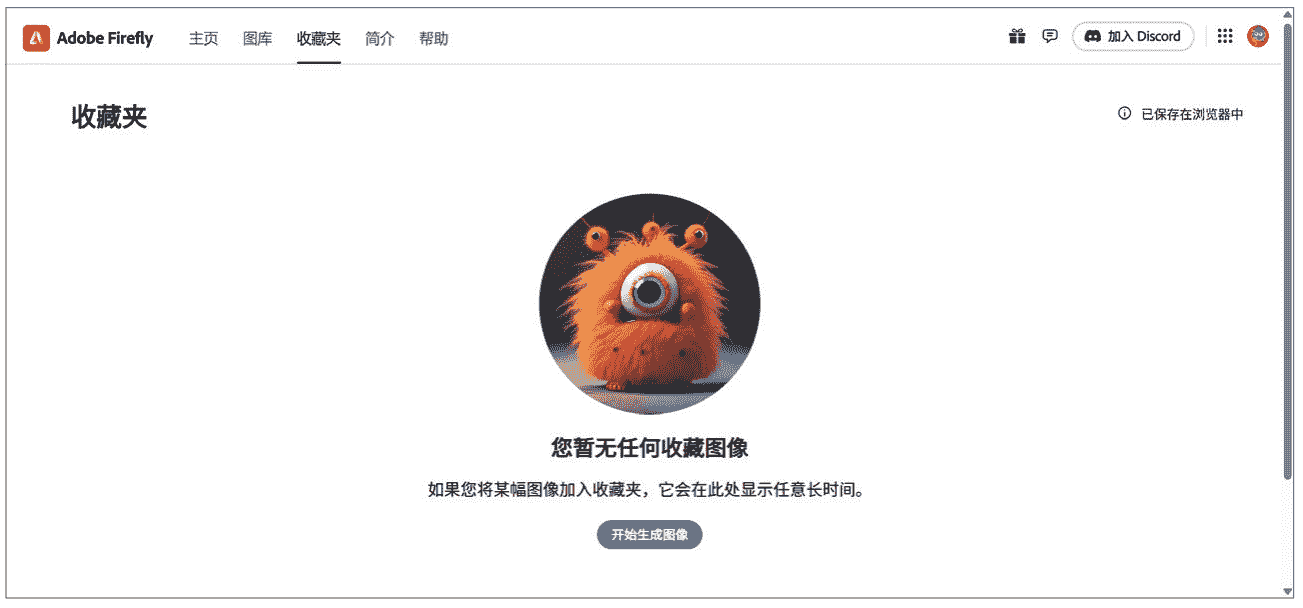 Adobe Firefly 主页 图库 收藏夹 简介 帮助 加入 Discord
收藏夹
已保存在浏览器中
您暂无任何收藏图像
如果您将某幅图像加入收藏夹，它会在此处显示任意长时间。
开始生成图像